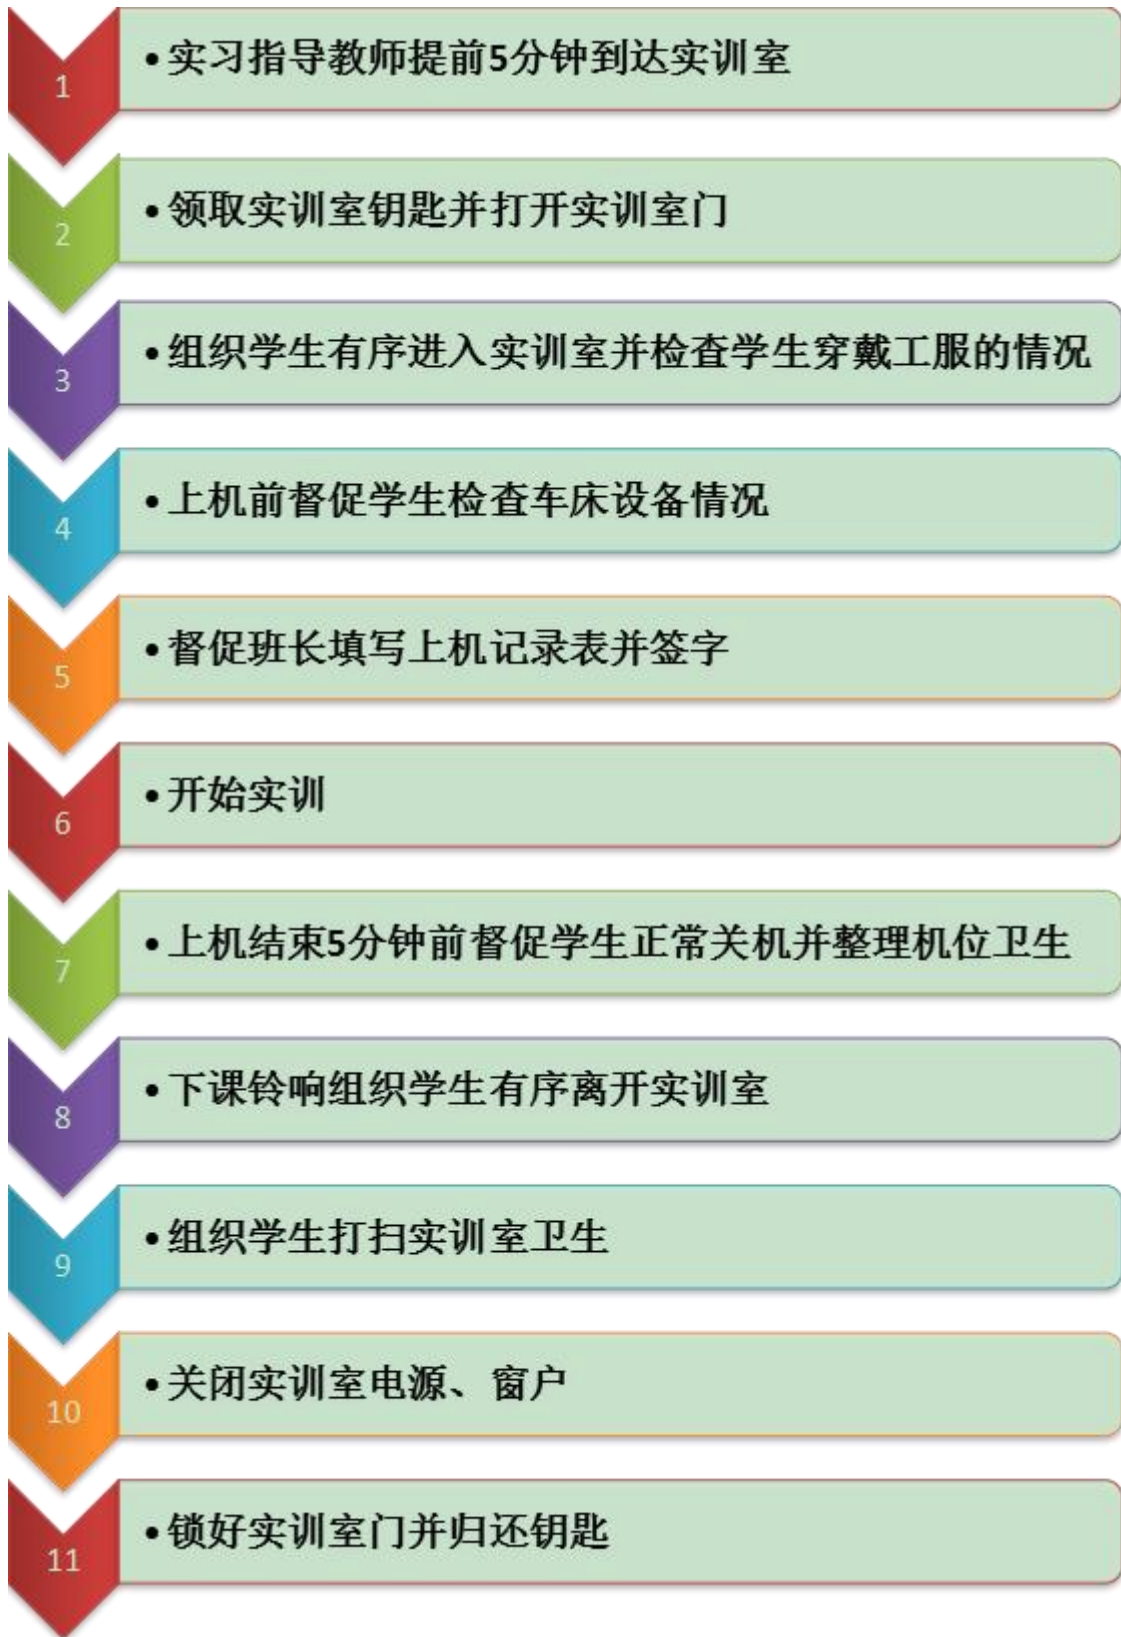 1
•实习指导教师提前5分钟到达实训室
2
•领取实训室钥匙并打开实训室门
3
•组织学生有序进入实训室并检查学生穿戴工服的情况
4
•上机前督促学生检查车床设备情况
5
•督促班长填写上机记录表并签字
6
•开始实训
7
•上机结束5分钟前督促学生正常关机并整理机位卫生
8
•下课铃响组织学生有序离开实训室
9
•组织学生打扫实训室卫生
10
•关闭实训室电源、窗户
11
•锁好实训室门并归还钥匙